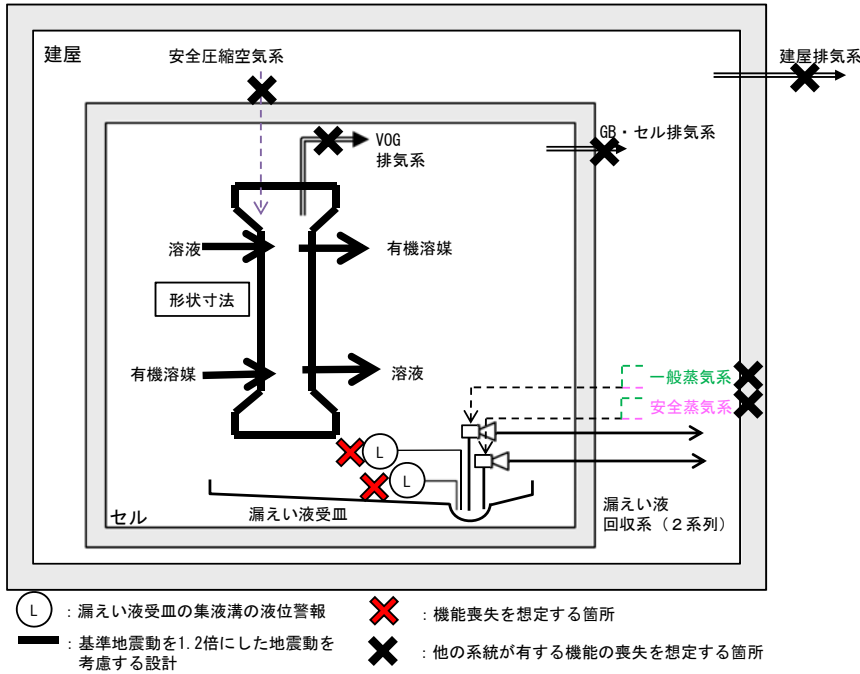 建屋
安全圧縮空気系
建屋排気系
VOG
排気系
GB・セル排気系
溶液
有機溶媒
形状寸法
有機溶媒
溶液
一般蒸気系
安全蒸気系
L
L
漏えい液受皿
セル
漏えい液
回収系（２系列）
L
：漏えい液受皿の集液溝の液位警報
：機能喪失を想定する箇所
：基準地震動を1.2倍にした地震動を
考慮する設計
：他の系統が有する機能の喪失を想定する箇所